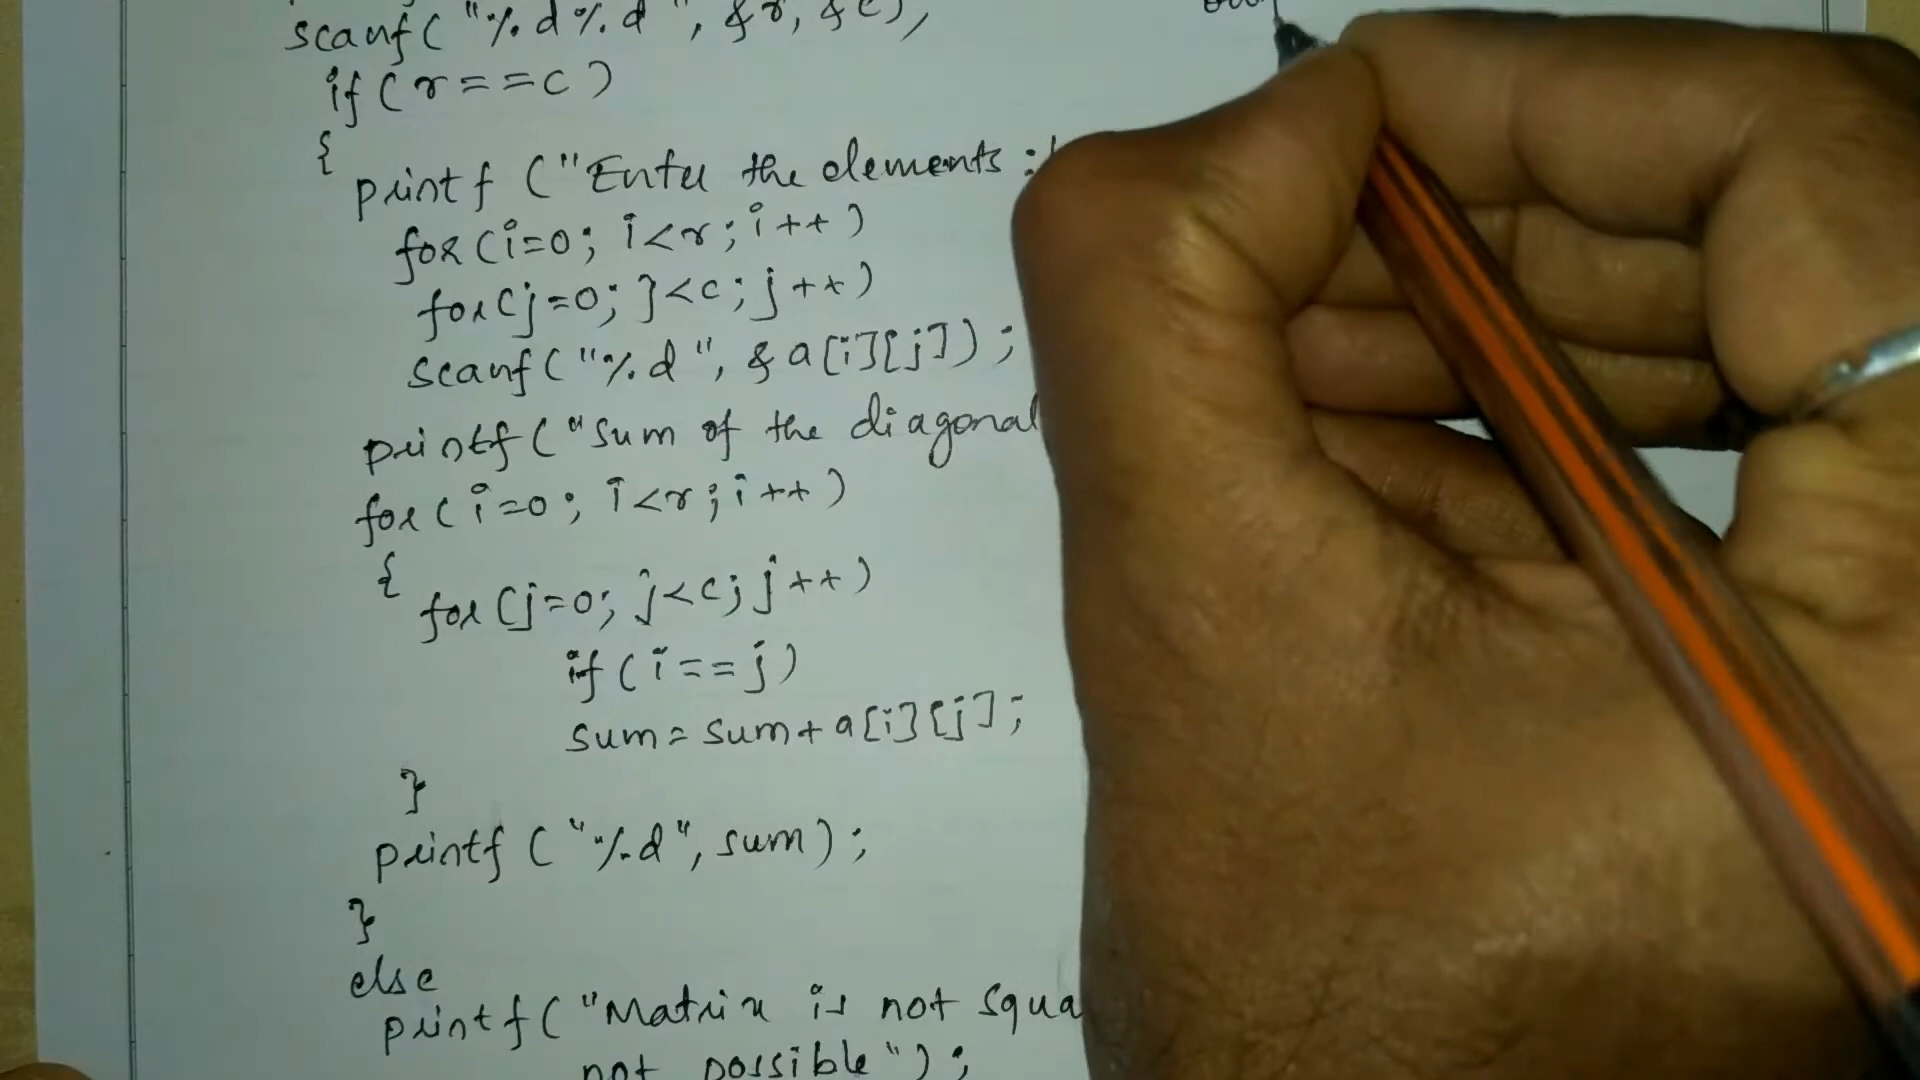 scanf("%d%d", &r, &c);
if(r==c)
{
printf("Enter the elements :
for(i=0; i<r; i++)
for(j=0; j<c; j++)
scanf("%d", &a[i][j]);
printf("Sum of the diagonal
for(i=0; i<r; i++)
{
for(j=0; j<c; j++)
if(i==j)
sum=sum+a[i][j];
}
printf("%d", sum);
}
else
printf("Matrix is not squa
not possible");